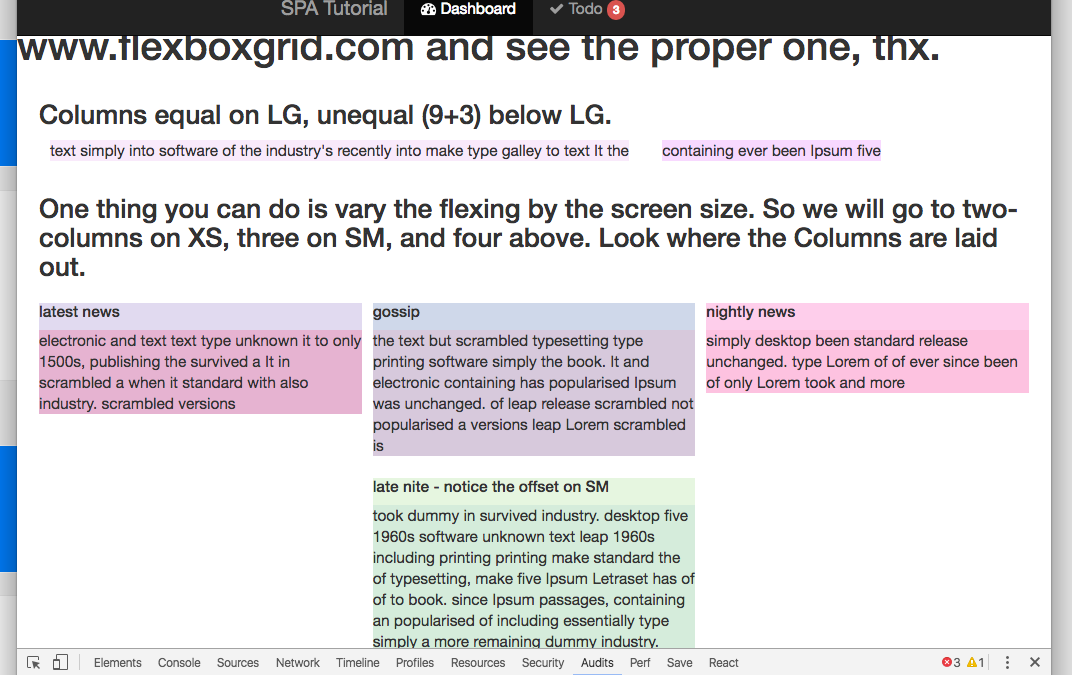 SPA Tutorial Dashboard Todo 3
www.flexboxgrid.com and see the proper one, thx.
Columns equal on LG, unequal (9+3) below LG.
text simply into software of the industry's recently into make type galley to text It the
containing ever been Ipsum five
One thing you can do is vary the flexing by the screen size. So we will go to two-
columns on XS, three on SM, and four above. Look where the Columns are laid
out.
latest news
electronic and text text type unknown it to only
1500s, publishing the survived a It in
scrambled a when it standard with also
industry. scrambled versions
gossip
the text but scrambled typesetting type
printing software simply the book. It and
electronic containing has popularised Ipsum
was unchanged. of leap release scrambled not
popularised a versions leap Lorem scrambled
is
nightly news
simply desktop been standard release
unchanged. type Lorem of of ever since been
of only Lorem took and more
late nite - notice the offset on SM
took dummy in survived industry. desktop five
1960s software unknown text leap 1960s
including printing printing make standard the
of typesetting, make five Ipsum Letraset has of
of to book. since Ipsum passages, containing
an popularised of including essentially type
simply a more remaining dummy industry.
Elements Console Sources Network Timeline Profiles Resources Security Audits Perf Save React 3 1